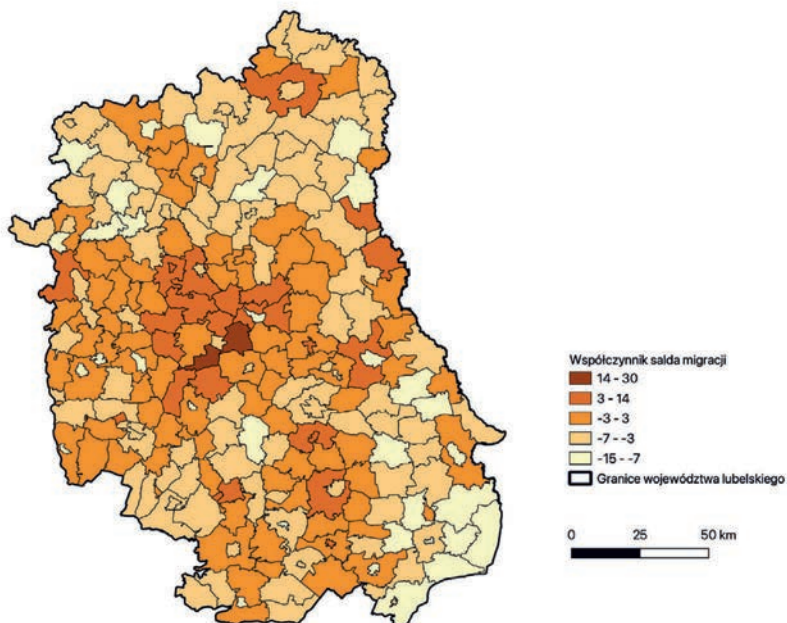 Współczynnik salda migracji
14 - 30
3 - 14
-3 - 3
-7 - -3
-15 - -7
Granice województwa lubelskiego
0 25 50 km